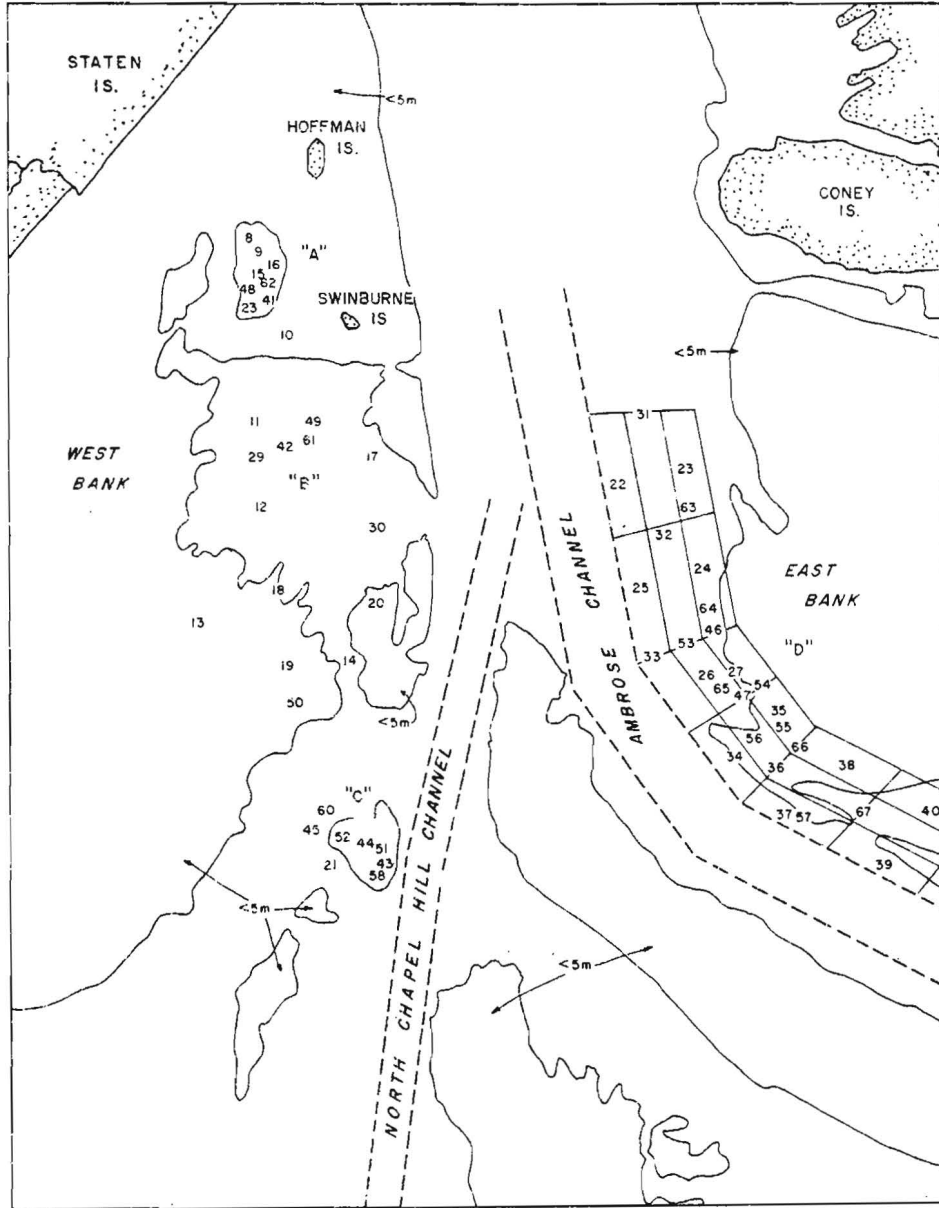 STATEN
IS.
<5m
HOFFMAN
IS.
CONEY
IS.
8
9
"A"
16
15
62
48
41
23
SWINBURNE
IS
10
<5m
31
11
49
42
61
WEST
BANK
29
17
23
22
"B"
12
63
30
32
CHANNEL
24
EAST
BANK
25
18
20
64
13
46
"D"
53
33
19
14
27
26
54
65
47
35
50
<5m
AMBROSE
55
56
66
34
38
36
"C"
60
37
57
67
40
45
52
44
51
43
21
58
39
<5m
<5m
NORTH CHAPEL HILL CHANNEL